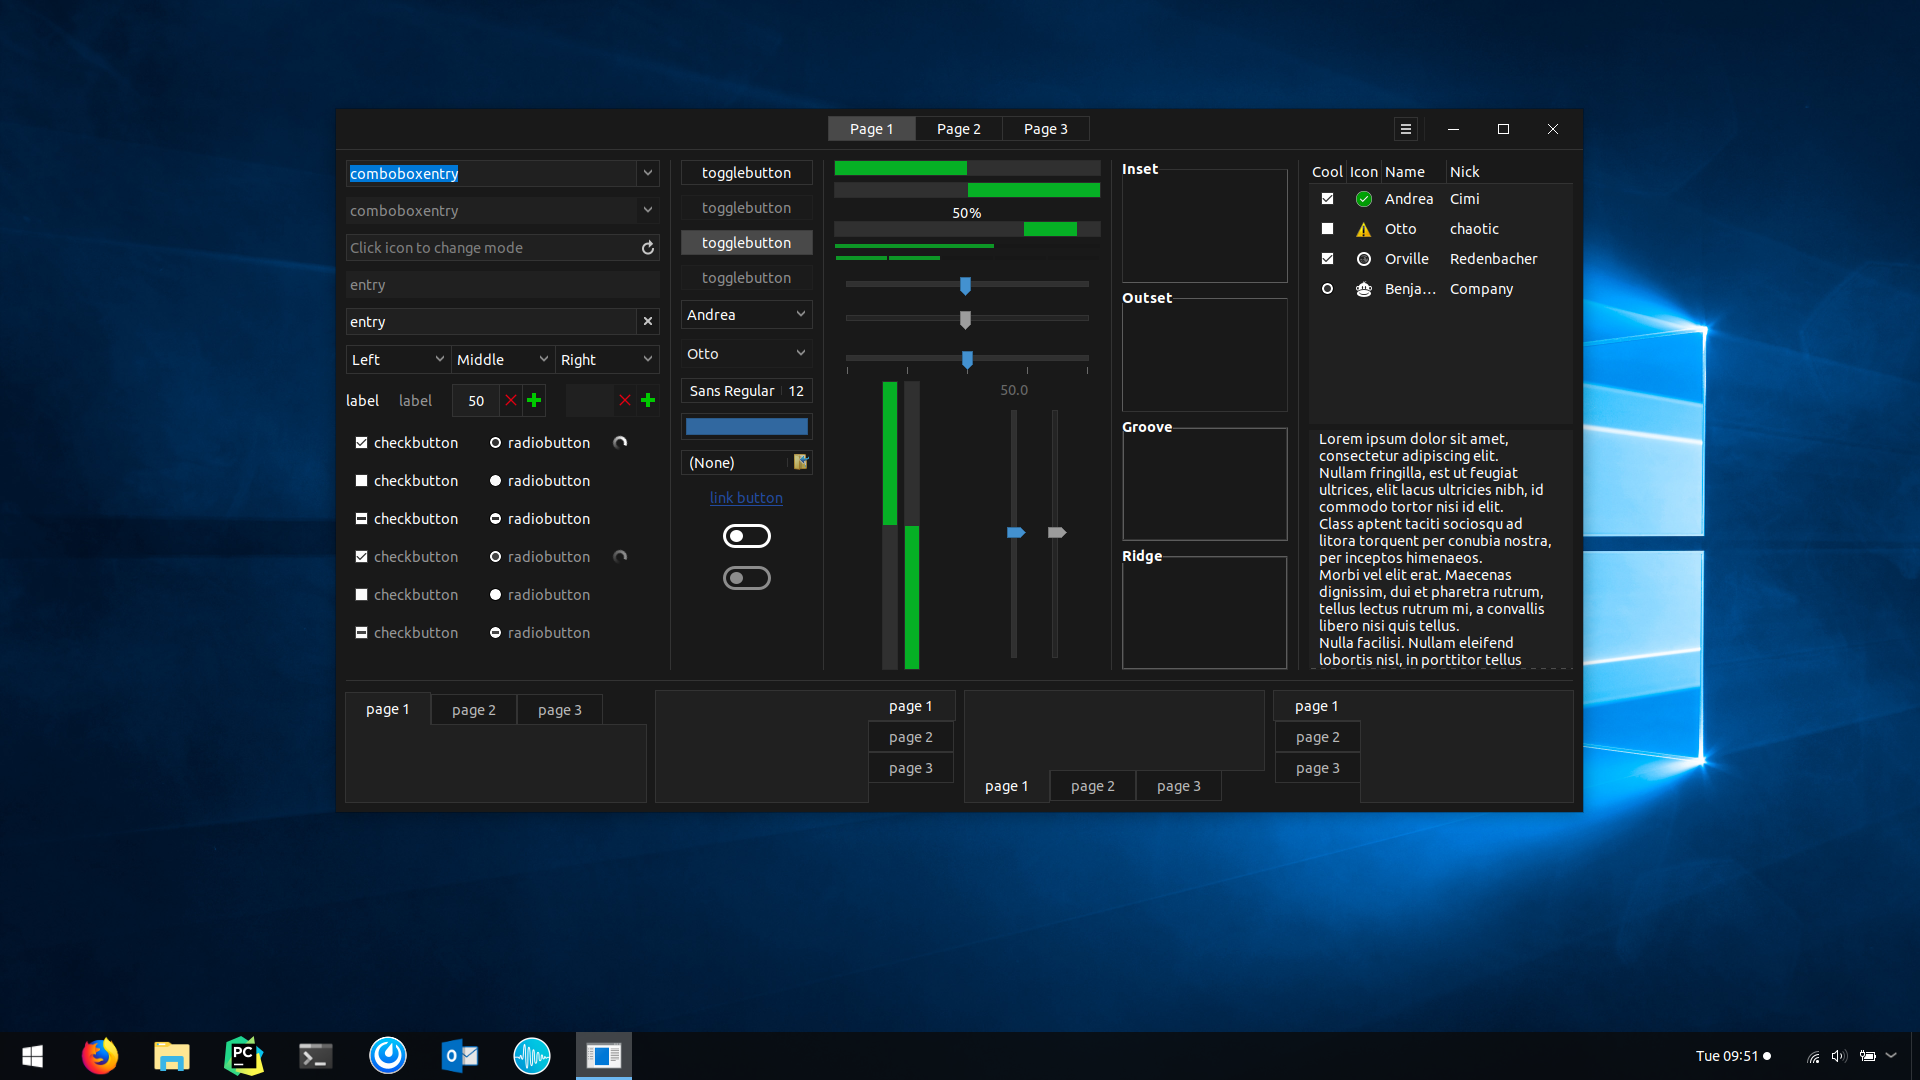 Page 1
Page 2
Page 3
comboboxentry
comboboxentry
Click icon to change mode
entry
entry
Left
Middle
Right
label
label
50
checkbutton
radiobutton
checkbutton
radiobutton
checkbutton
radiobutton
checkbutton
radiobutton
checkbutton
radiobutton
checkbutton
radiobutton
togglebutton
togglebutton
togglebutton
togglebutton
Andrea
Otto
Sans Regular
12
(None)
link button
50%
50.0
Inset
Outset
Groove
Ridge
Cool
Icon
Name
Nick
Andrea
Cimi
Otto
chaotic
Orville
Redenbacher
Benja...
Company
Lorem ipsum dolor sit amet,
consectetur adipiscing elit.
Nullam fringilla, est ut feugiat
ultrices, elit lacus ultricies nibh, id
commodo tortor nisi id elit.
Class aptent taciti sociosqu ad
litora torquent per conubia nostra,
per inceptos himenaeos.
Morbi vel elit erat. Maecenas
dignissim, dui et pharetra rutrum,
tellus lectus rutrum mi, a convallis
libero nisi quis tellus.
Nulla facilisi. Nullam eleifend
lobortis nisl, in porttitor tellus
page 1
page 2
page 3
page 1
page 2
page 3
page 1
page 2
page 3
page 1
page 2
page 3
PC
Tue 09:51